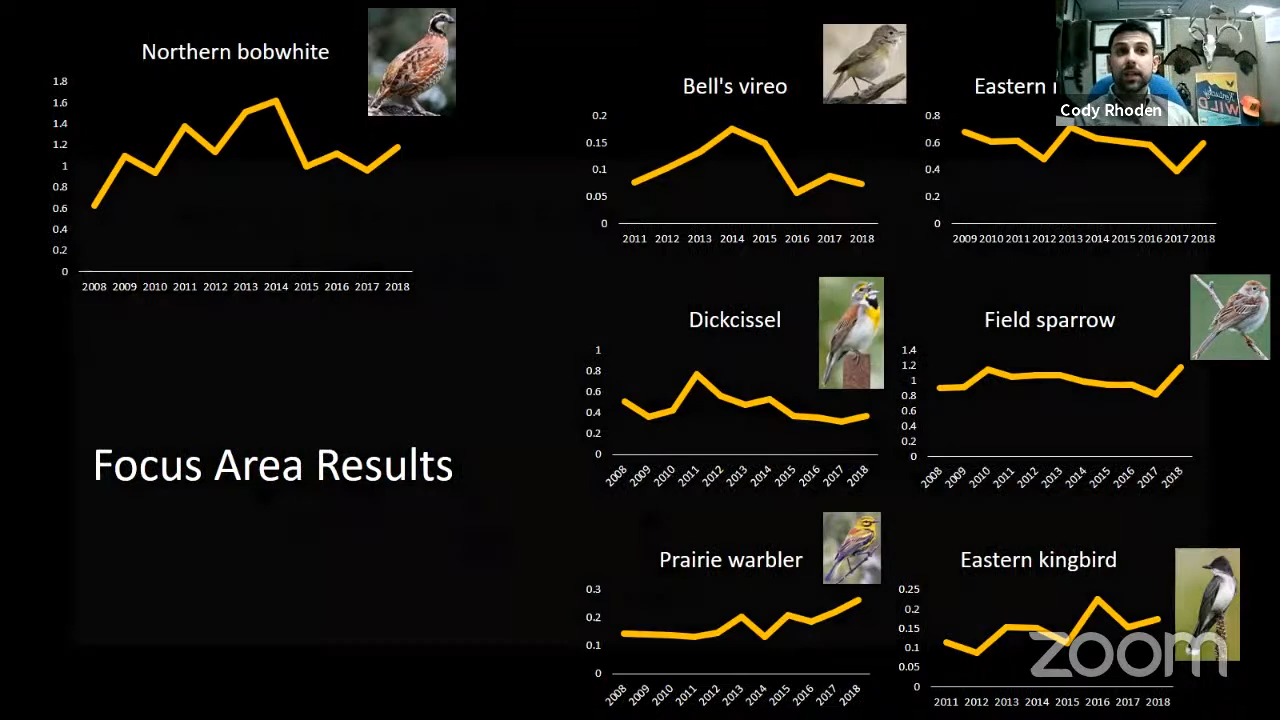 Northern bobwhite
1.8
1.6
1.4
1.2
1
0.8
0.6
0.4
0.2
0
2008 2009 2010 2011 2012 2013 2014 2015 2016 2017 2018
Bell's vireo
0.2
0.15
0.1
0.05
0
2011 2012 2013 2014 2015 2016 2017 2018
Eastern
Cody Rhoden
WILD
0.8
0.6
0.4
0.2
0
2009 2010 2011 2012 2013 2014 2015 2016 2017 2018
Focus Area Results
Dickcissel
1
0.8
0.6
0.4
0.2
0
2008 2009 2010 2011 2012 2013 2014 2015 2016 2017 2018
Field sparrow
1.4
1.2
1
0.8
0.6
0.4
0.2
0
2008 2009 2010 2011 2012 2013 2014 2015 2016 2017 2018
Prairie warbler
0.3
0.2
0.1
0
2008 2009 2010 2011 2012 2013 2014 2015 2016 2017 2018
Eastern kingbird
0.25
0.2
0.15
0.1
0.05
0
2011 2012 2013 2014 2015 2016 2017 2018
zoom